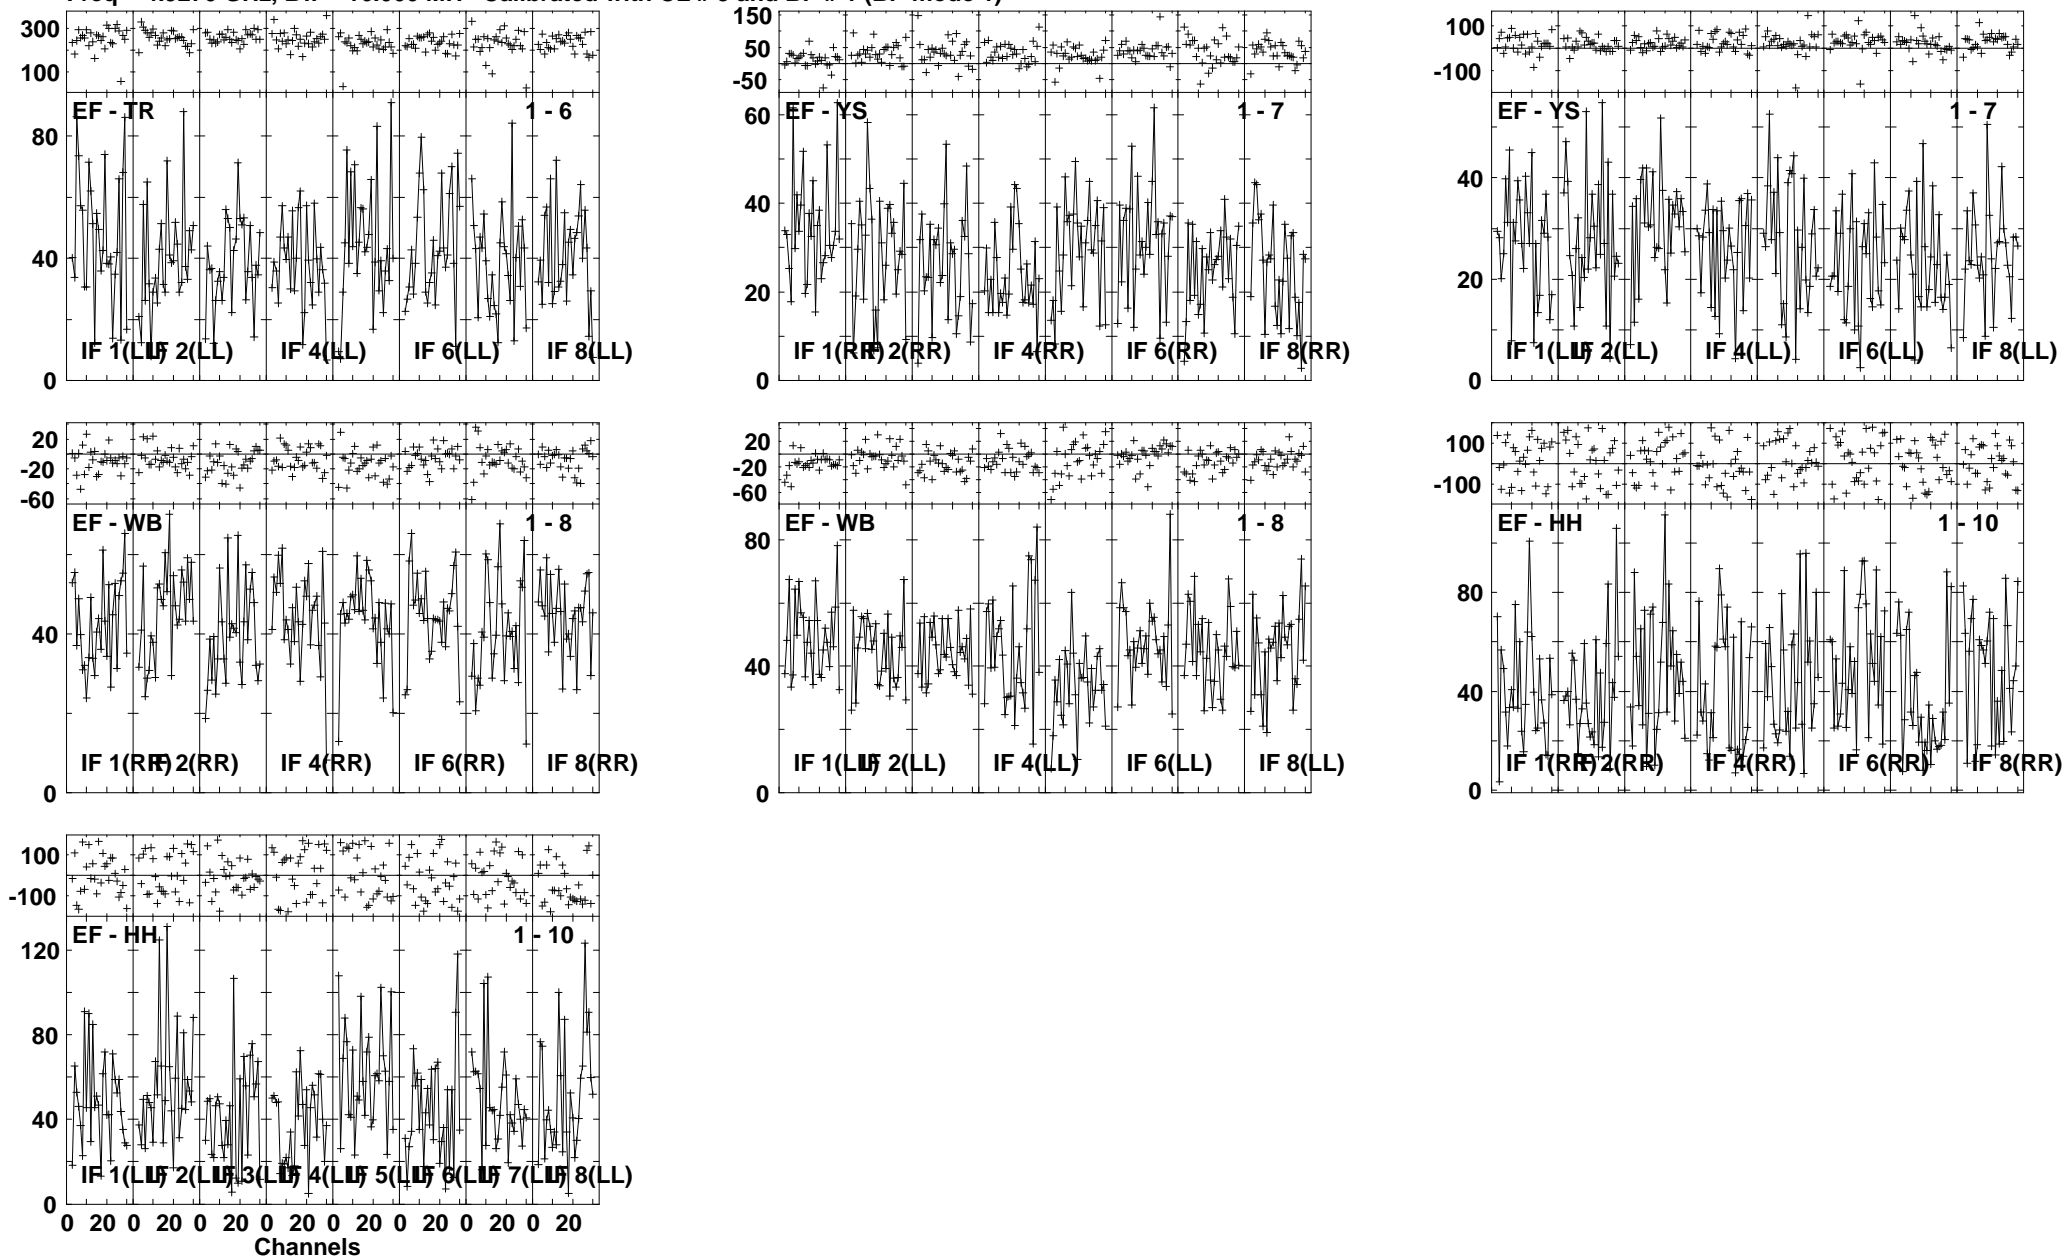 300
100
EF - TR
1 - 6
80
40
0
IF 1(LL)
IF 2(LL)
IF 4(LL)
IF 6(LL)
IF 8(LL)
150
50
-50
EF - YS
1 - 7
60
40
20
0
IF 1(RR)
IF 2(RR)
IF 4(RR)
IF 6(RR)
IF 8(RR)
100
-100
EF - YS
1 - 7
40
20
0
IF 1(LL)
IF 2(LL)
IF 4(LL)
IF 6(LL)
IF 8(LL)
20
-20
-60
EF - WB
1 - 8
40
0
IF 1(RR)
IF 2(RR)
IF 4(RR)
IF 6(RR)
IF 8(RR)
20
-20
-60
EF - WB
1 - 8
80
40
0
IF 1(LL)
IF 2(LL)
IF 4(LL)
IF 6(LL)
IF 8(LL)
100
-100
EF - HH
1 - 10
80
40
0
IF 1(RR)
IF 2(RR)
IF 4(RR)
IF 6(RR)
IF 8(RR)
100
-100
EF - HH
1 - 10
120
80
40
0
IF 1(LL)
IF 2(LL)
IF 3(LL)
IF 4(LL)
IF 5(LL)
IF 6(LL)
IF 7(LL)
IF 8(LL)
0 20 0 20 0 20 0 20 0 20 0 20 0 20 0 20
Channels